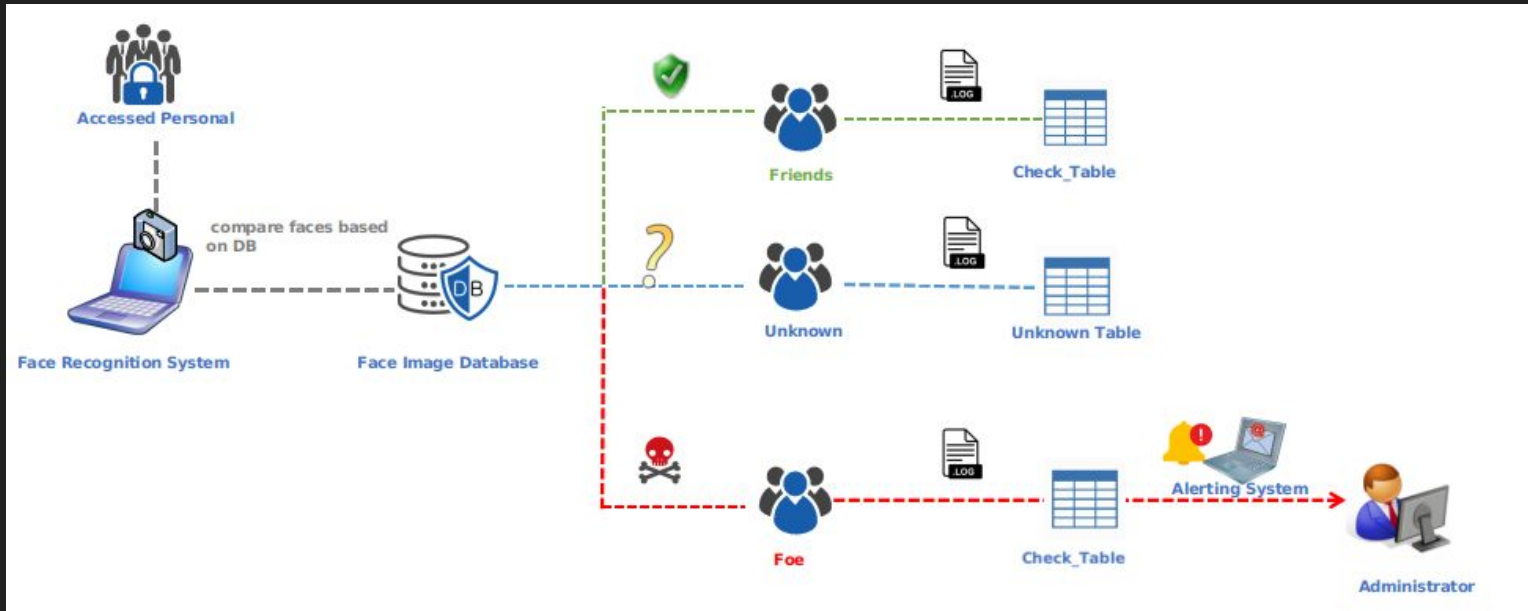 Accessed Personal
compare faces based
on DB
DB
Face Recognition System
Face Image Database
.LOG
Friends
Check_Table
.LOG
Unknown
Unknown Table
.LOG
Foe
Check_Table
@
!
Alerting System
Administrator